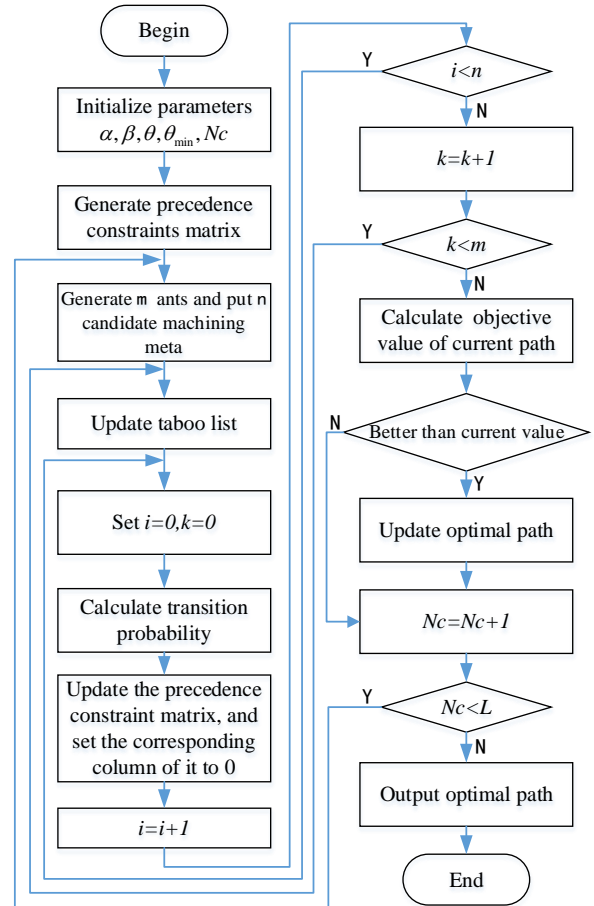 Begin
Initialize parameters
α, β, θ, θmin, Nc
Generate precedence
constraints matrix
Generate m ants and put n
candidate machining
meta
Update taboo list
Set i=0,k=0
Calculate transition
probability
Update the precedence
constraint matrix, and
set the corresponding
column of it to 0
i=i+1
Y
i<n
N
k=k+1
Y
k<m
N
Calculate objective
value of current path
N
Better than current value
Y
Update optimal path
Nc=Nc+1
Y
Nc<L
N
Output optimal path
End